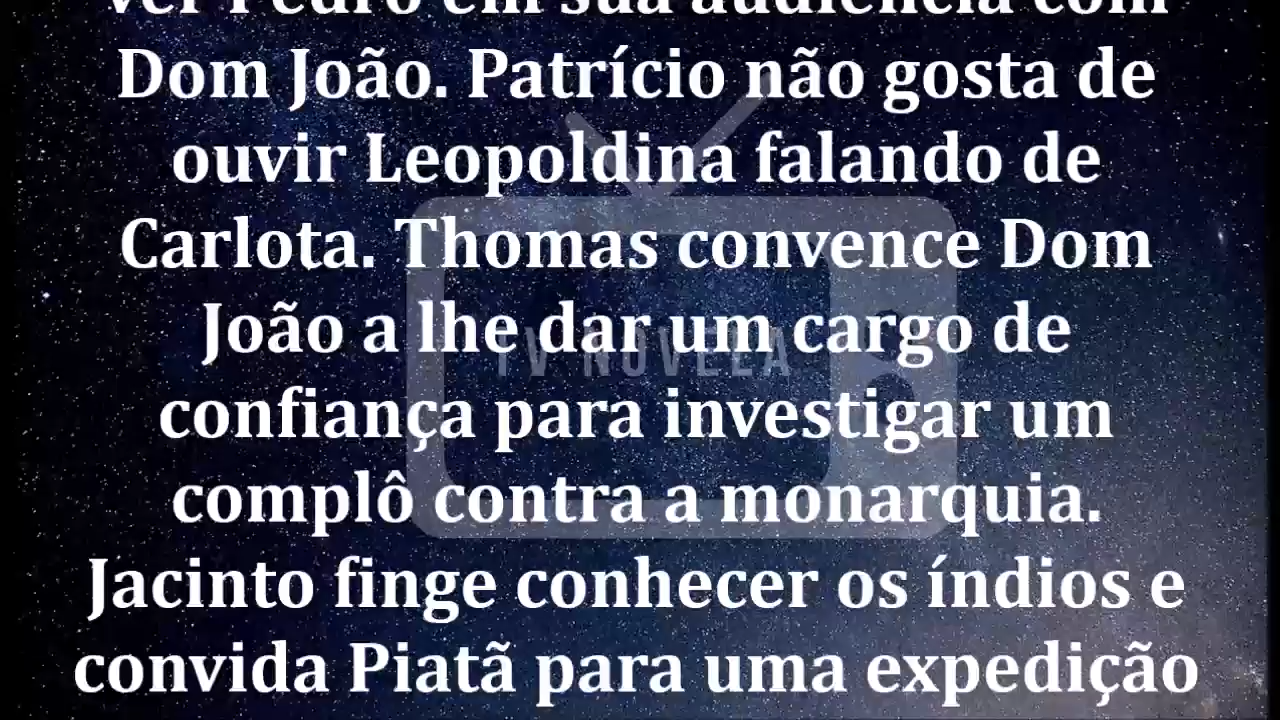 ver Pedro em sua audiência com
Dom João. Patrício não gosta de
ouvir Leopoldina falando de
Carlota. Thomas convence Dom
João a lhe dar um cargo de
confiança para investigar um
complô contra a monarquia.
Jacinto finge conhecer os índios e
convida Piatã para uma expedição
TV NOVELA